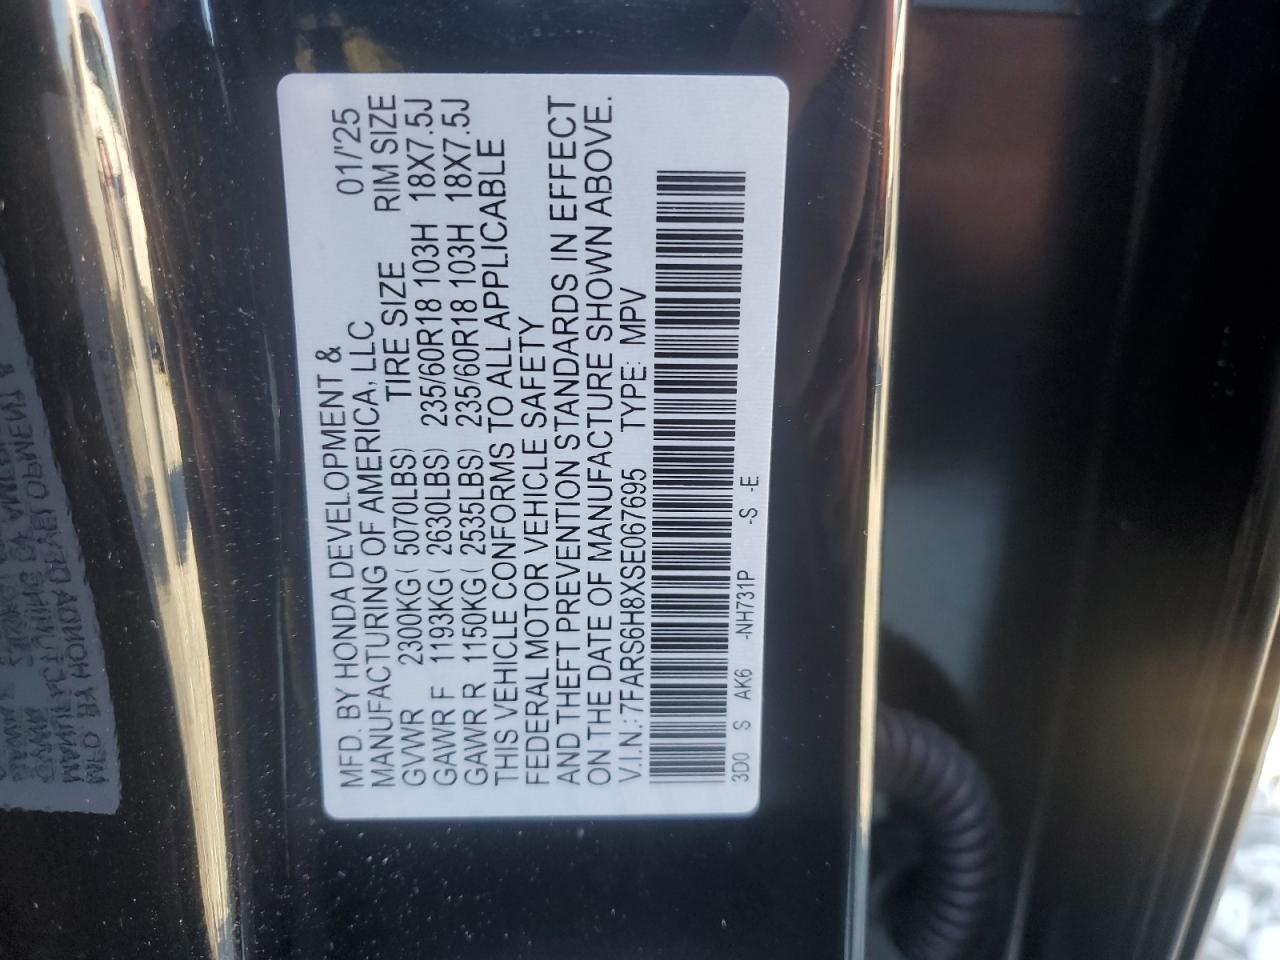 MFD. BY HONDA DEVELOPMENT &
MANUFACTURING OF AMERICA, LLC 01/'25
GVWR 2300KG( 5070LBS) TIRE SIZE RIM SIZE
GAWR F 1193KG( 2630LBS) 235/60R18 103H 18X7.5J
GAWR R 1150KG( 2535LBS) 235/60R18 103H 18X7.5J
THIS VEHICLE CONFORMS TO ALL APPLICABLE
FEDERAL MOTOR VEHICLE SAFETY
AND THEFT PREVENTION STANDARDS IN EFFECT
ON THE DATE OF MANUFACTURE SHOWN ABOVE.
V.I.N.: 7FARS6H8XSE067695 TYPE: MPV
3D0 S AK6 -NH731P -S -E